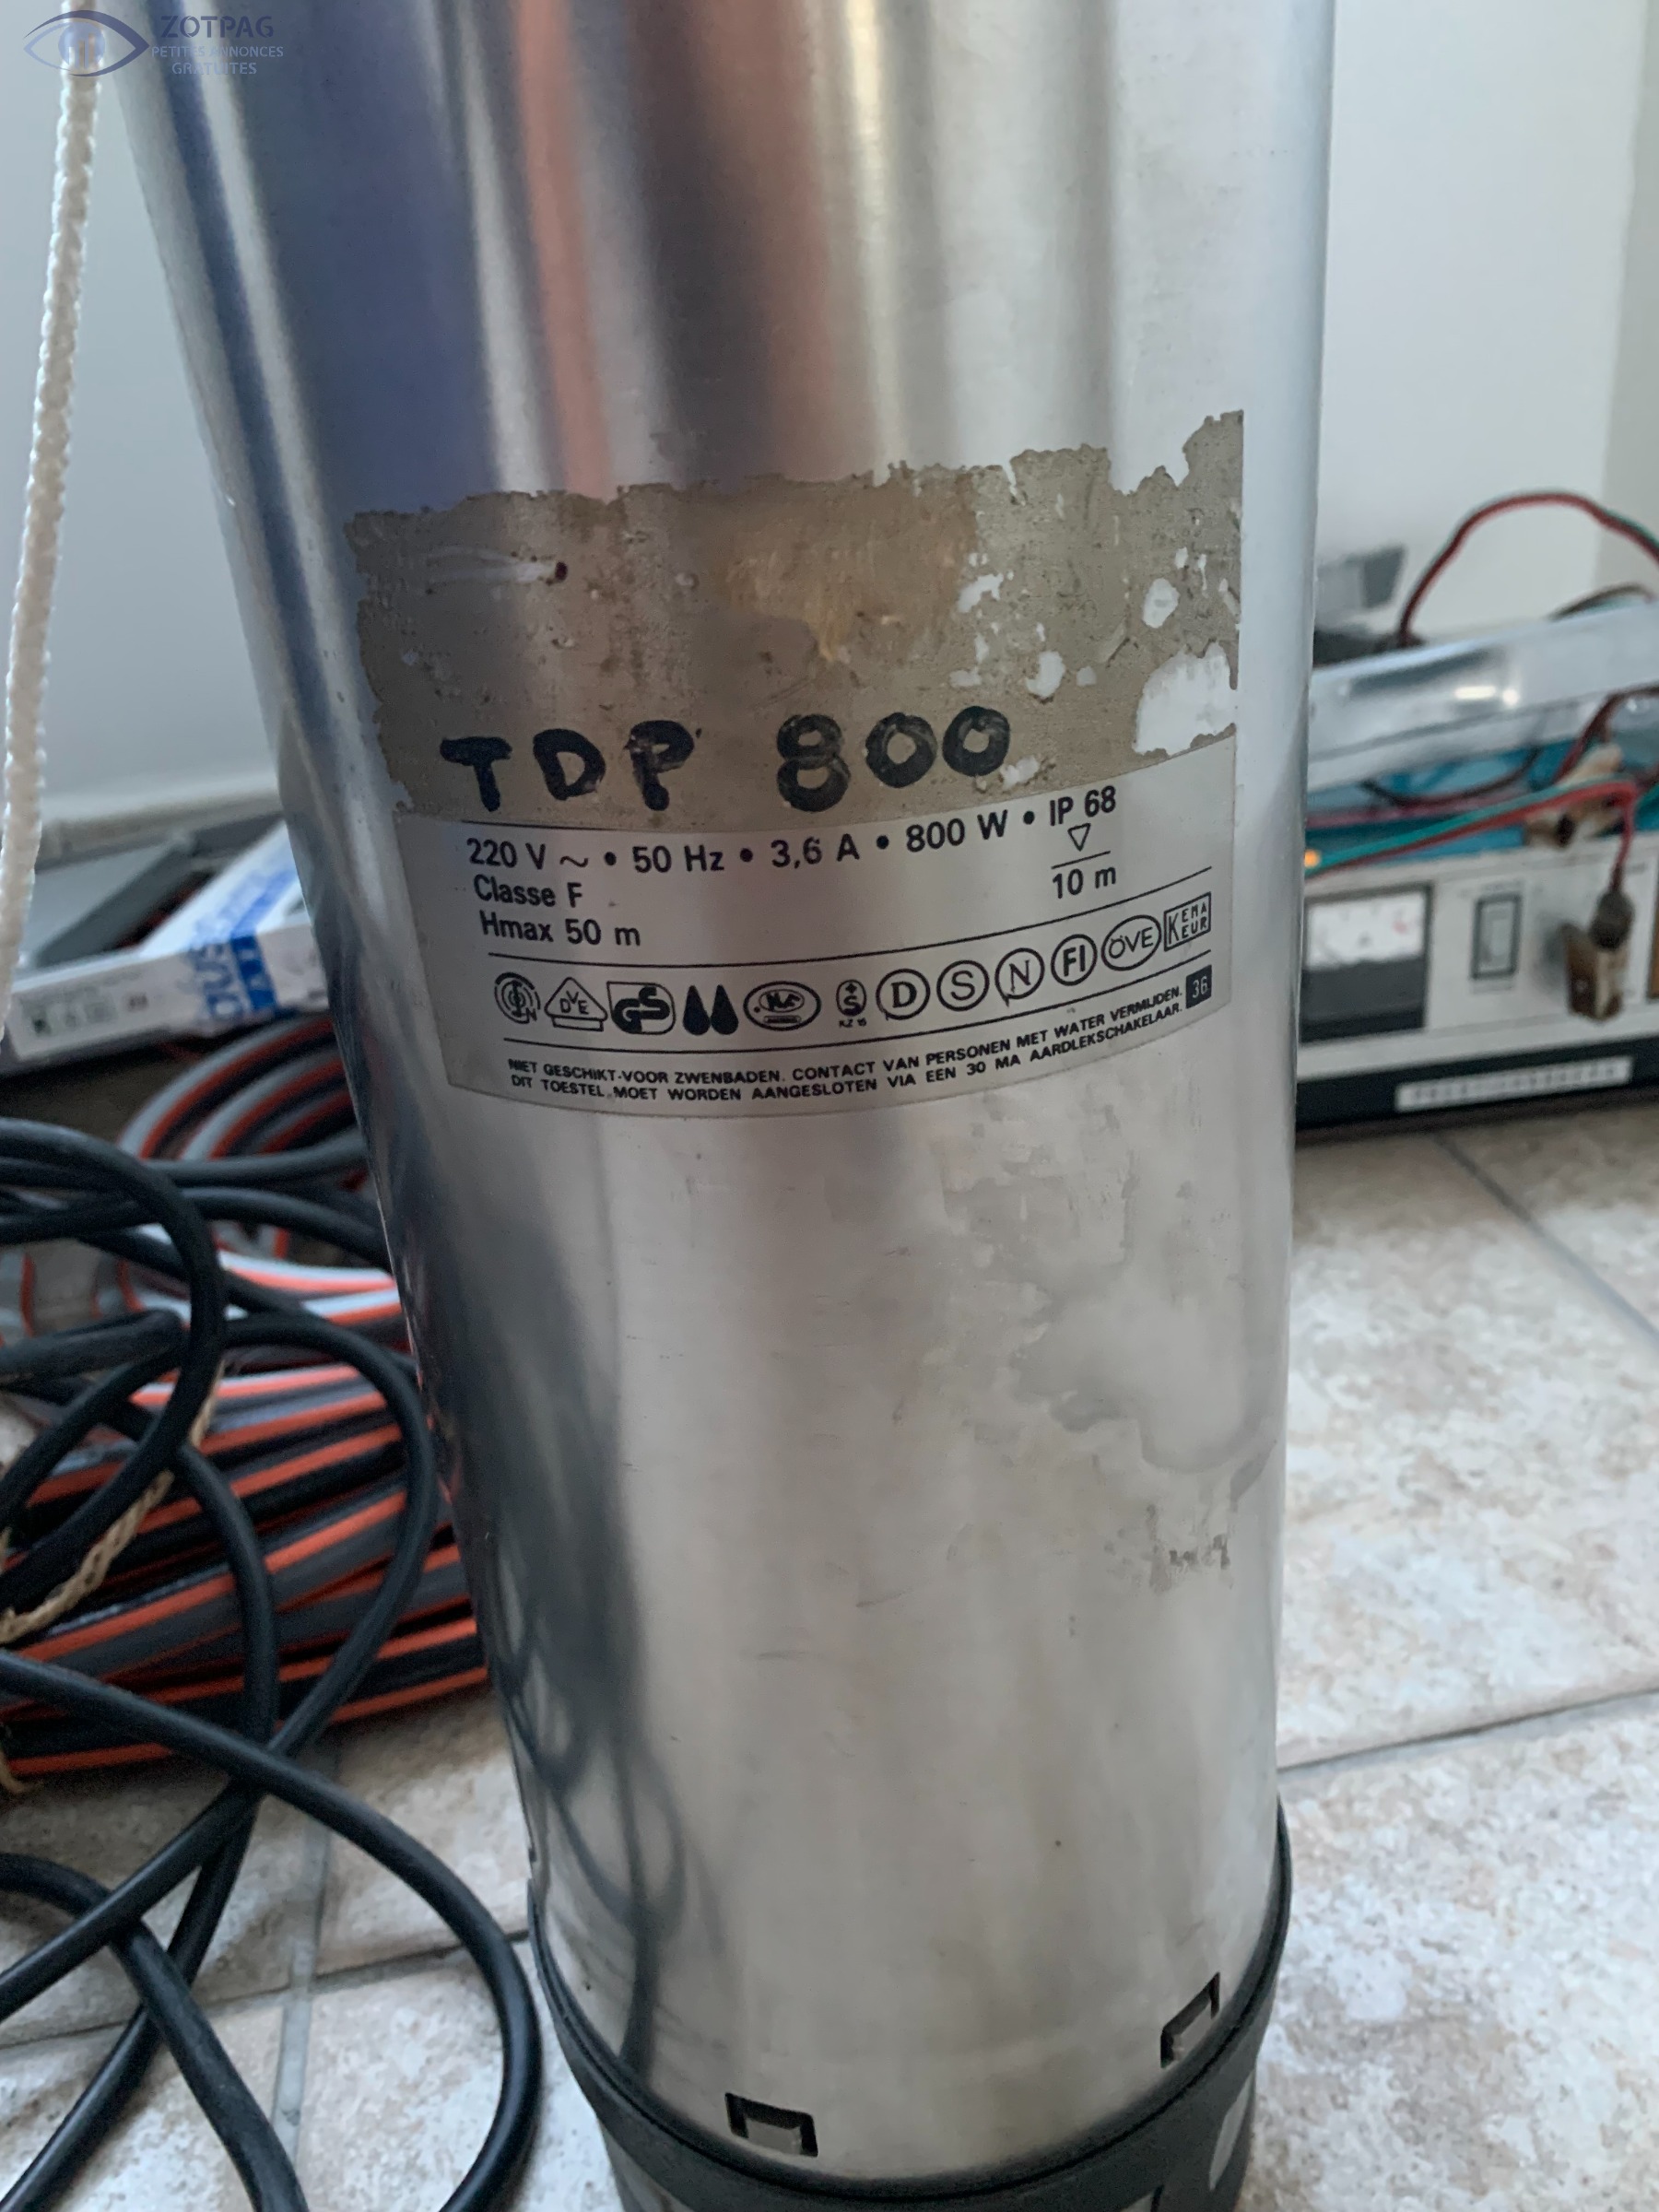 ZOTPAG
PETITES ANNONCES
GRATUITES
TDP 800
220 V ~ • 50 Hz • 3,6 A • 800 W • IP 68
Classe F
10 m
Hmax 50 m
DVE GS D S N FI ÖVE KEMA KEUR
NIET GESCHIKT VOOR ZWENBADEN. CONTACT VAN PERSONEN MET WATER VERMIJDEN.
DIT TOESTEL MOET WORDEN AANGESLOTEN VIA EEN 30 MA AARDLEKSCHAKELAAR.
36